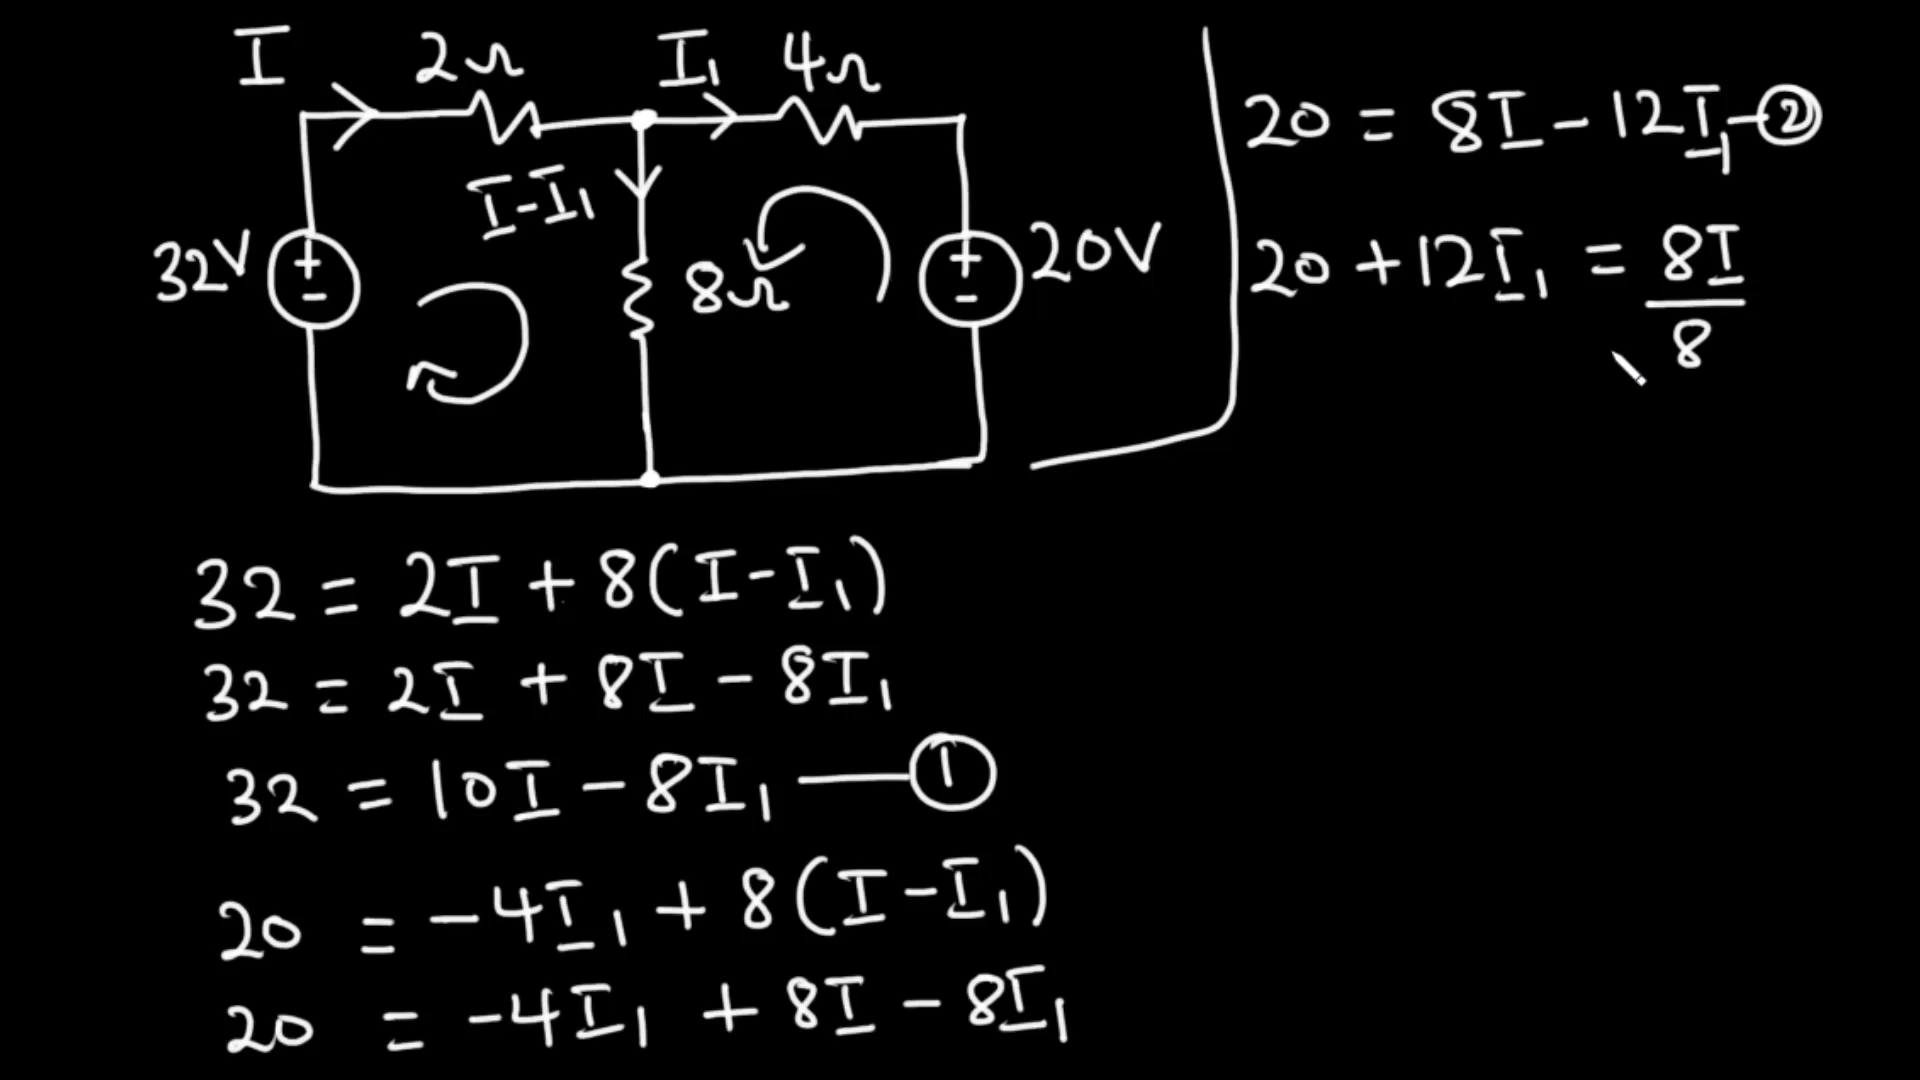 I 2Ω I₁ 4Ω
I-I₁
32V + - 8Ω + - 20V
32 = 2I + 8(I-I₁)
32 = 2I + 8I - 8I₁
32 = 10I - 8I₁ — ①
20 = -4I₁ + 8(I-I₁)
20 = -4I₁ + 8I - 8I₁
20 = 8I - 12I₁ - ②
20 + 12I₁ = 8I
8